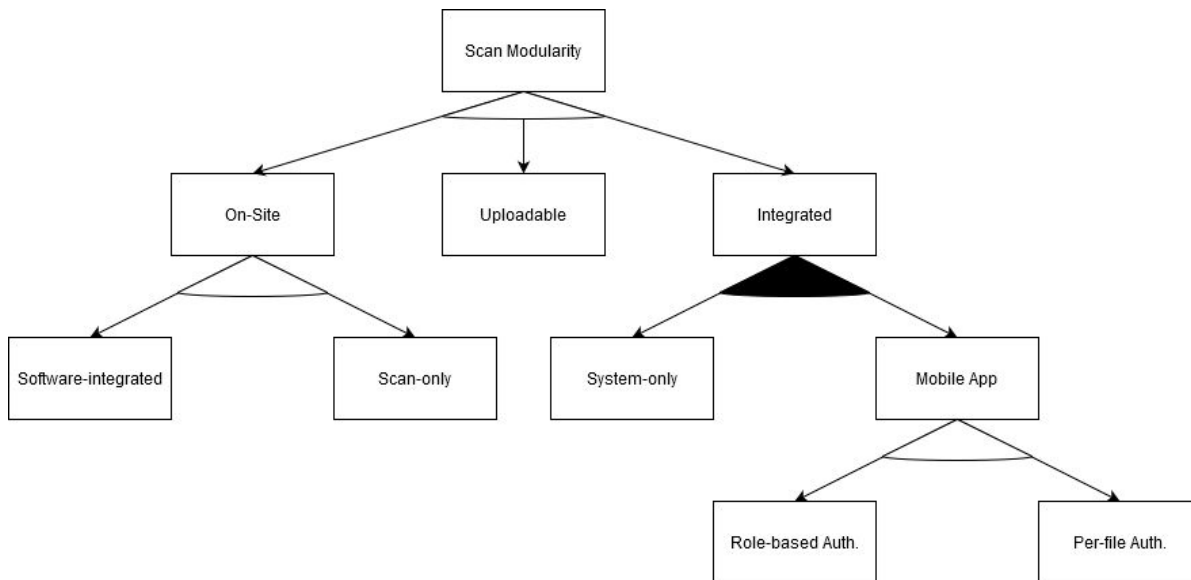 Scan Modularity
On-Site
Uploadable
Integrated
Software-integrated
Scan-only
System-only
Mobile App
Role-based Auth.
Per-file Auth.